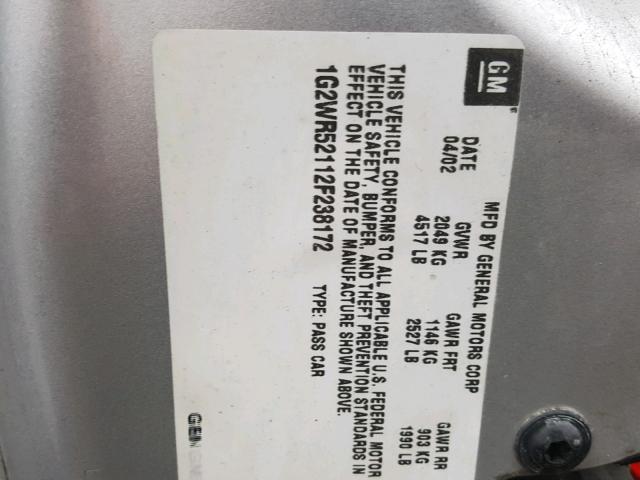 GM
MFD BY GENERAL MOTORS CORP
DATE GVWR GAWR FRT GAWR RR
04/02 2049 KG 1146 KG 903 KG
4517 LB 2527 LB 1990 LB
THIS VEHICLE CONFORMS TO ALL APPLICABLE U.S. FEDERAL MOTOR
VEHICLE SAFETY, BUMPER, AND THEFT PREVENTION STANDARDS IN
EFFECT ON THE DATE OF MANUFACTURE SHOWN ABOVE.
1G2WR52112F238172 TYPE: PASS CAR